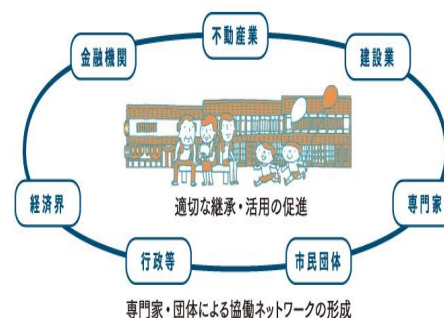 不動産業
金融機関
建設業
適切な継承・活用の促進
経済界
専門家
行政等
市民団体
専門家・団体による協働ネットワークの形成